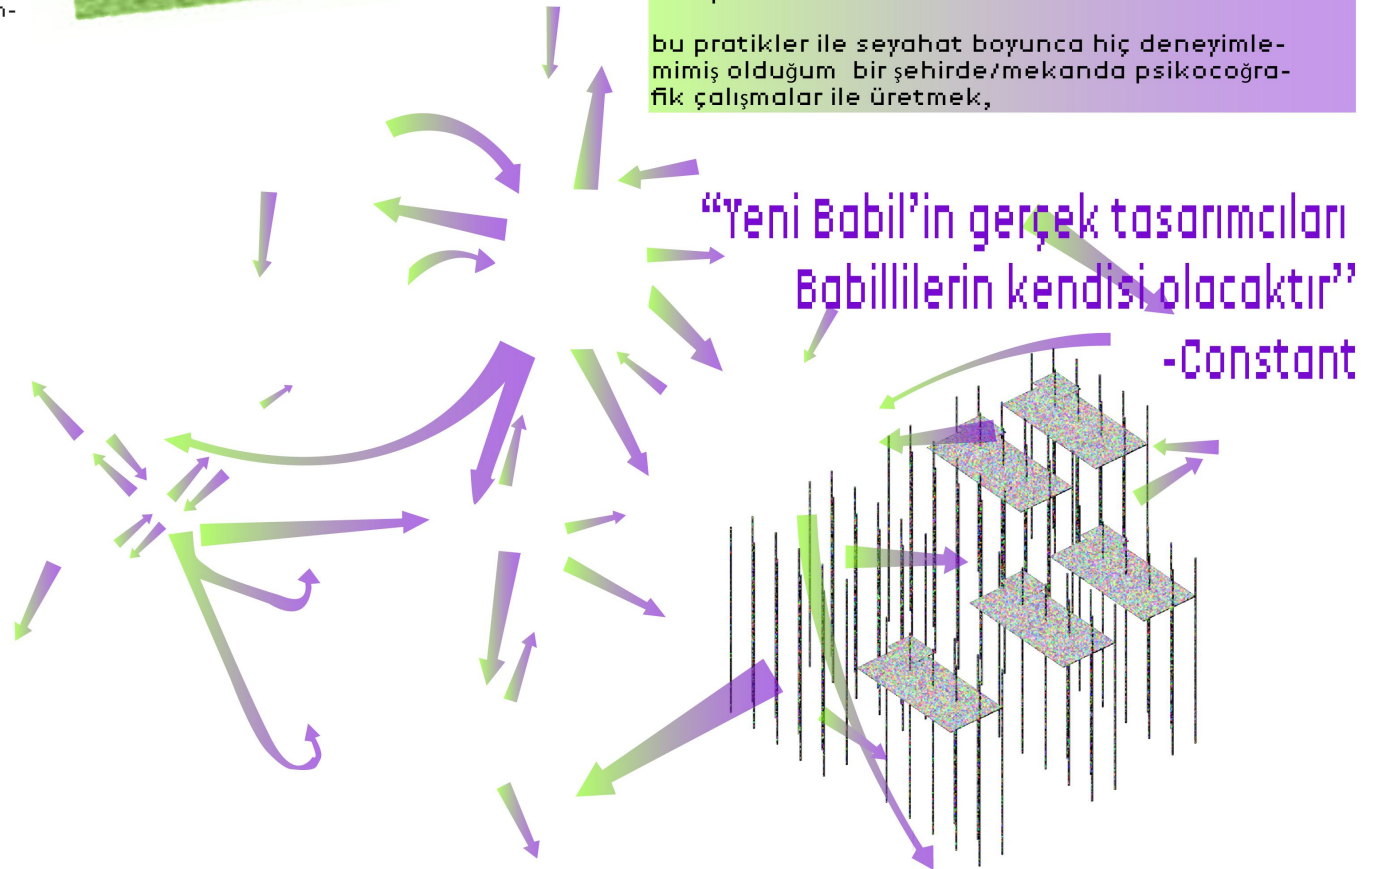 bu pratikler ile seyahat boyunca hiç deneyimle-
mimiş olduğum bir şehirde/mekanda psikocoğra-
fik çalışmalar ile üretmek,
“Yeni Babil’in gerçek tasarımcıları
Babillilerin kendisi olacaktır”
-Constant